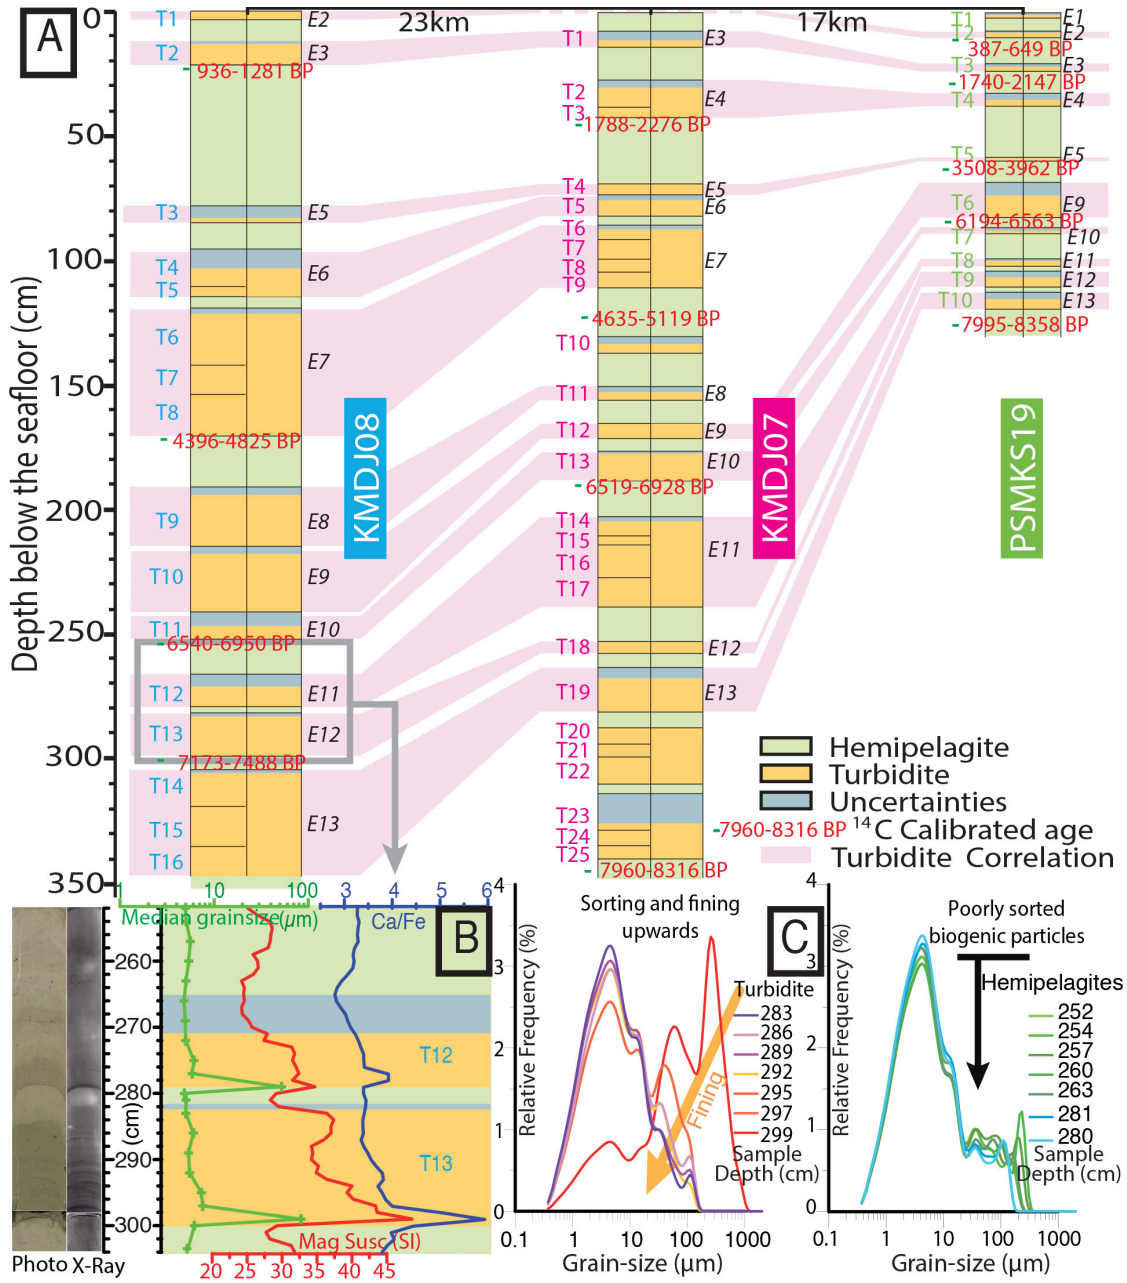 A
23km
17km
Depth below the seafloor (cm)
0
50
100
150
200
250
300
350
T1
T2
T3
T4
T5
T6
T7
T8
T9
T10
T11
T12
T13
T14
T15
T16
E2
E3
E5
E6
E7
E8
E9
E10
E11
E12
E13
936-1281 BP
4396-4825 BP
6540-6950 BP
7173-7488 BP
KMDJ08
T1
T2
T3
T4
T5
T6
T7
T8
T9
T10
T11
T12
T13
T14
T15
T16
T17
T18
T19
T20
T21
T22
T23
T24
T25
E3
E4
E5
E6
E7
E8
E9
E10
E11
E12
E13
1788-2276 BP
4635-5119 BP
6519-6928 BP
7960-8316 BP
7960-8316 BP
KMDJ07
T1
T2
T3
T4
T5
T6
T7
T8
T9
T10
E1
E2
E3
E4
E5
E9
E10
E11
E12
E13
387-649 BP
1740-2147 BP
3508-3962 BP
6194-6563 BP
7995-8358 BP
PSMKS19
Hemipelagite
Turbidite
Uncertainties
14C Calibrated age
Turbidite Correlation
B
1 10 100
Median grainsize(μm)
3 4 5 6
Ca/Fe
260
270
280
290
300
(cm)
T12
T13
Mag Susc (SI)
20 25 30 35 40 45
Photo X-Ray
C
Sorting and fining
upwards
Relative Frequency (%)
4
3
2
1
0
Turbidite
283
286
289
292
295
297
299
Sample
Depth (cm)
Fining
0.1 1 10 100 1000
Grain-size (μm)
Poorly sorted
biogenic particles
Relative Frequency (%)
4
3
2
1
0
Hemipelagites
252
254
257
260
263
281
280
Sample
Depth (cm)
0.1 1 10 100 1000
Grain-size (μm)